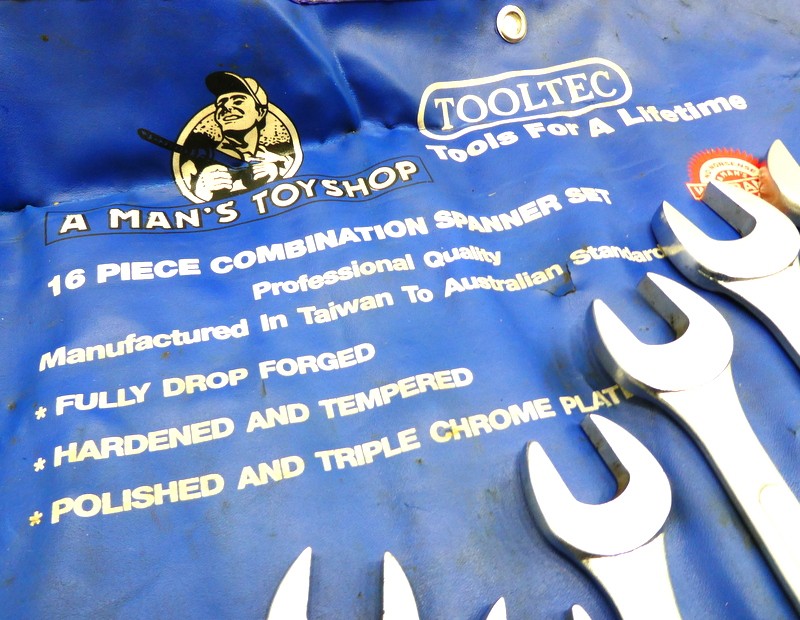 TOOLTEC
Tools For A Lifetime
A MAN'S TOYSHOP
16 PIECE COMBINATION SPANNER SET
Professional Quality
Manufactured In Taiwan To Australian Standard
* FULLY DROP FORGED
* HARDENED AND TEMPERED
* POLISHED AND TRIPLE CHROME PLATE